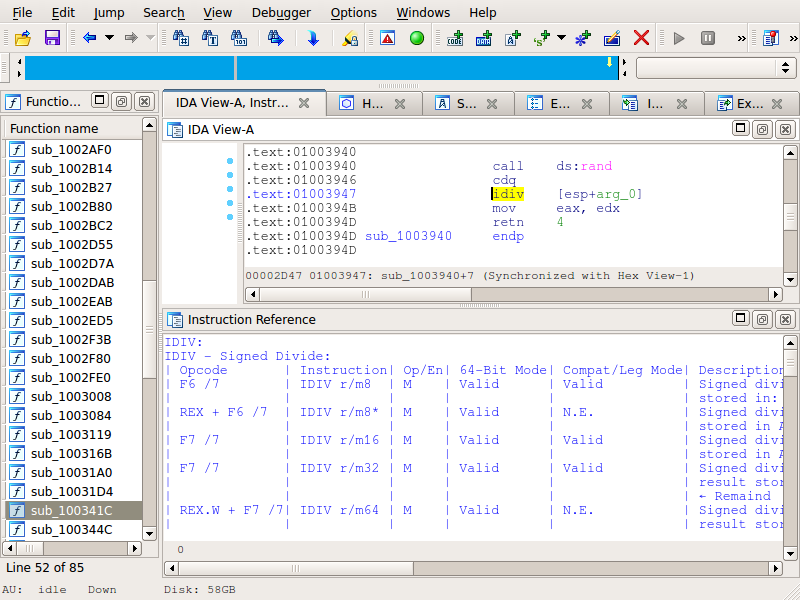 File Edit Jump Search View Debugger Options Windows Help
Functio...
Function name
sub_1002AF0
sub_1002B14
sub_1002B27
sub_1002B80
sub_1002BC2
sub_1002D55
sub_1002D7A
sub_1002DAB
sub_1002EAB
sub_1002ED5
sub_1002F3B
sub_1002F80
sub_1002FE0
sub_1003008
sub_1003084
sub_1003119
sub_100316B
sub_10031A0
sub_10031D4
sub_100341C
sub_100344C
Line 52 of 85
IDA View-A, Instr... H... S... E... I... Ex...
IDA View-A
.text:01003940
.text:01003940 call ds:rand
.text:01003946 cdq
.text:01003947 idiv [esp+arg_0]
.text:0100394B mov eax, edx
.text:0100394D retn 4
.text:0100394D sub_1003940 endp
.text:0100394D
00002D47 01003947: sub_1003940+7 (Synchronized with Hex View-1)
Instruction Reference
IDIV:
IDIV - Signed Divide:
| Opcode | Instruction| Op/En| 64-Bit Mode| Compat/Leg Mode| Description
| F6 /7 | IDIV r/m8 | M | Valid | Valid | Signed divi
| | | | | | stored in:
| REX + F6 /7 | IDIV r/m8* | M | Valid | N.E. | Signed divi
| | | | | | stored in A
| F7 /7 | IDIV r/m16 | M | Valid | Valid | Signed divi
| | | | | | stored in A
| F7 /7 | IDIV r/m32 | M | Valid | Valid | Signed divi
| | | | | | result stor
| | | | | | ← Remaind
| REX.W + F7 /7| IDIV r/m64 | M | Valid | N.E. | Signed divi
| | | | | | result stor
0
AU: idle Down Disk: 58GB